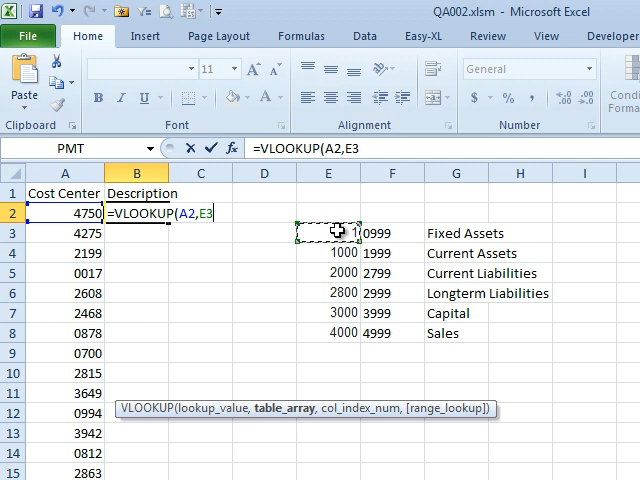 QA002.xlsm - Microsoft Excel
File Home Insert Page Layout Formulas Data Easy-XL Review View Developer
Paste 11 A A General
B I U A $ % ,
Clipboard Font Alignment Number
PMT fx =VLOOKUP(A2,E3
A B C D E F G H I J
1 Cost Center Description
2 4750 =VLOOKUP(A2,E3
3 4275 1 0999 Fixed Assets
4 2199 1000 1999 Current Assets
5 0017 2000 2799 Current Liabilities
6 2608 2800 2999 Longterm Liabilities
7 2468 3000 3999 Capital
8 0878 4000 4999 Sales
9 0700
10 2815
11 3649
VLOOKUP(lookup_value, table_array, col_index_num, [range_lookup])
12 0994
13 3942
14 0812
15 2863